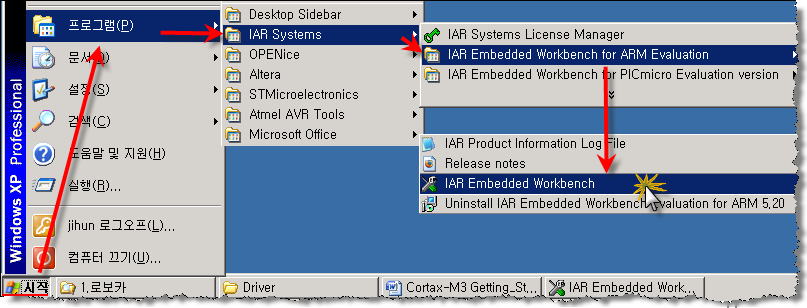 Windows XP Professional
프로그램(P)
문서(D)
설정(S)
검색(C)
도움말 및 지원(H)
실행(R)...
jihun 로그오프(L)...
컴퓨터 끄기(U)...
Desktop Sidebar
IAR Systems
OPENice
Altera
STMicroelectronics
Atmel AVR Tools
Microsoft Office
IAR Systems License Manager
IAR Embedded Workbench for ARM Evaluation
IAR Embedded Workbench for PICmicro Evaluation version
IAR Product Information Log File
Release notes
IAR Embedded Workbench
Uninstall IAR Embedded Workbench Evaluation for ARM 5,20
시작
1.로보카
Driver
Cortax-M3 Getting_St...
IAR Embedded Work...